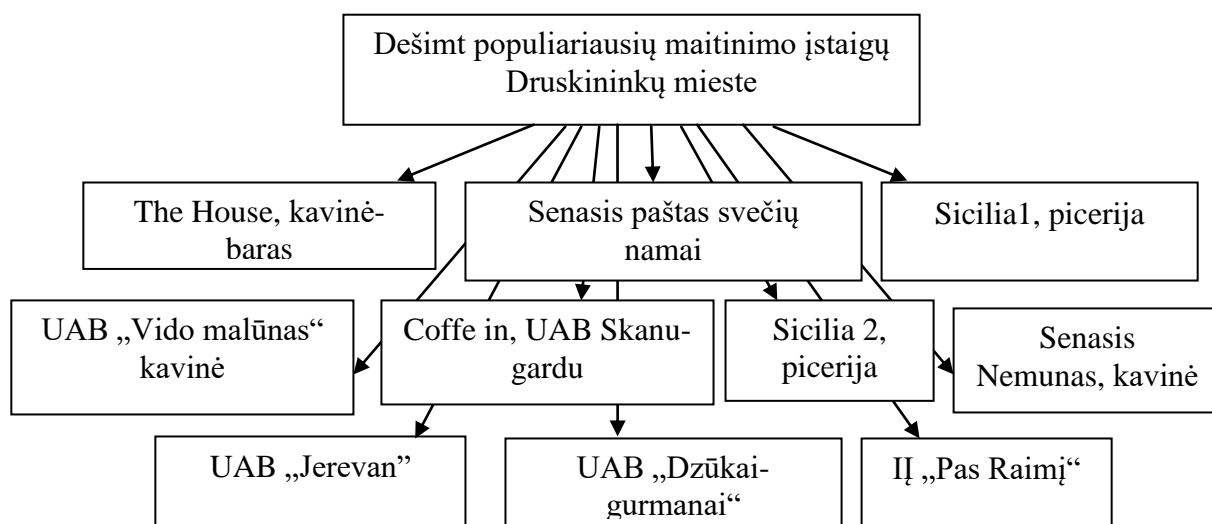 Dešimt populiariausių maitinimo įstaigų
Druskininkų mieste
The House, kavinė-
baras
Senasis paštas svečių
namai
Sicilia1, picerija
UAB „Vido malūnas“
kavinė
Coffe in, UAB Skanu-
gardu
Sicilia 2,
picerija
Senasis
Nemunas, kavinė
UAB „Jerevan”
UAB „Dzūkai-
gurmanai“
IĮ „Pas Raimį“